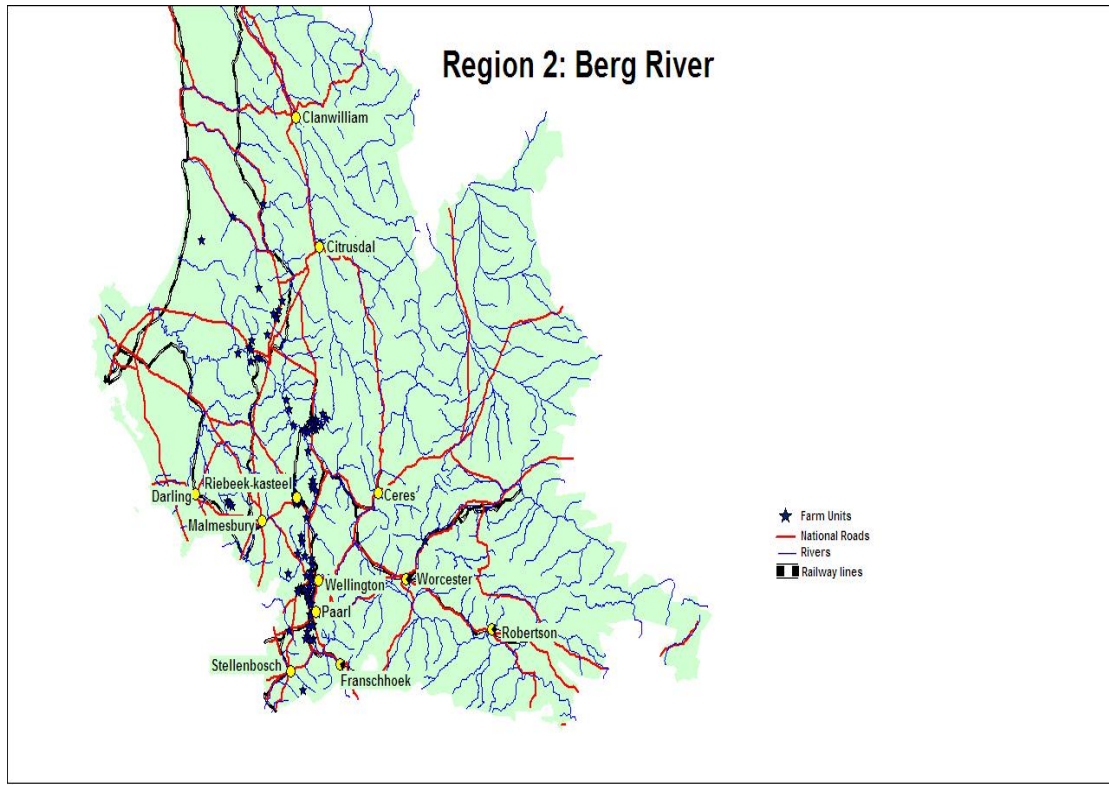 Region 2: Berg River
Clanwilliam
Citrusdal
Riebeek-kasteel
Darling
Ceres
Malmesbury
Wellington
Worcester
Paarl
Robertson
Stellenbosch
Franschhoek
Farm Units
National Roads
Rivers
Railway lines